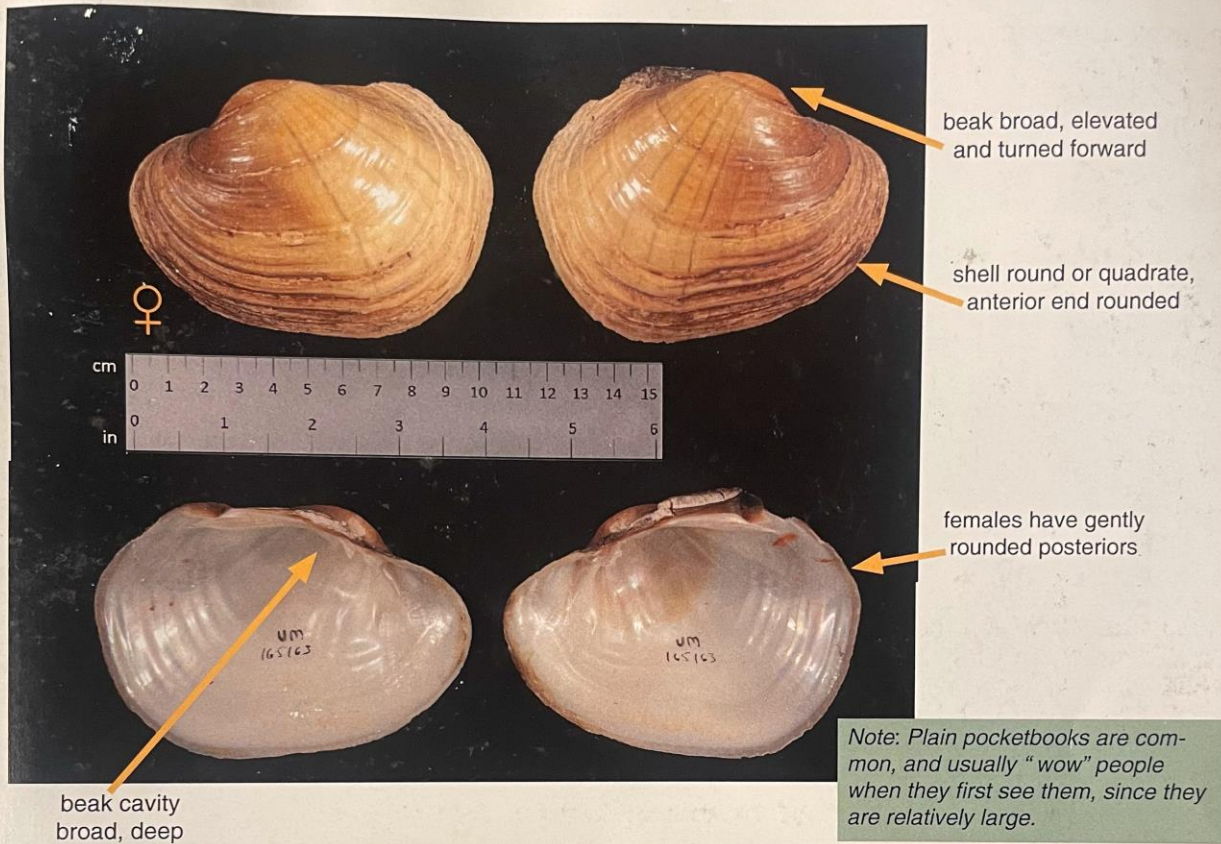 beak broad, elevated
and turned forward
shell round or quadrate,
anterior end rounded
♀
cm
0 1 2 3 4 5 6 7 8 9 10 11 12 13 14 15
0 1 2 3 4 5 6
in
females have gently
rounded posteriors
UM
165163
UM
165163
beak cavity
broad, deep
Note: Plain pocketbooks are com-
mon, and usually “ wow” people
when they first see them, since they
are relatively large.